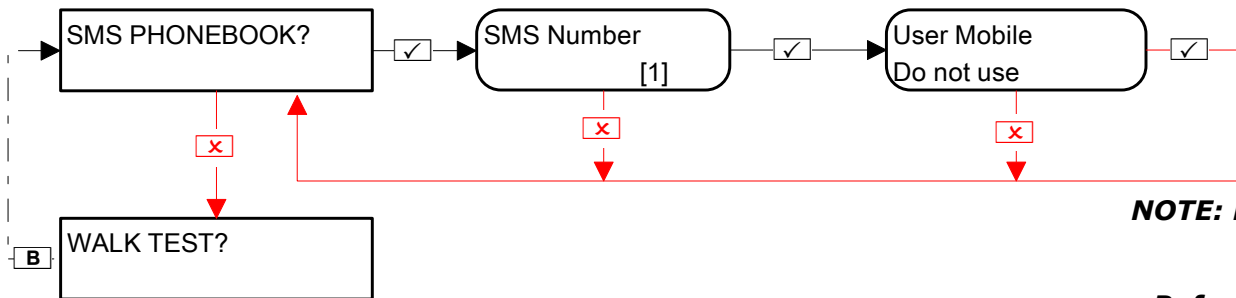 SMS PHONEBOOK?
✓
SMS Number
[1]
✓
User Mobile
Do not use
✓
x
x
x
NOTE:
WALK TEST?
B